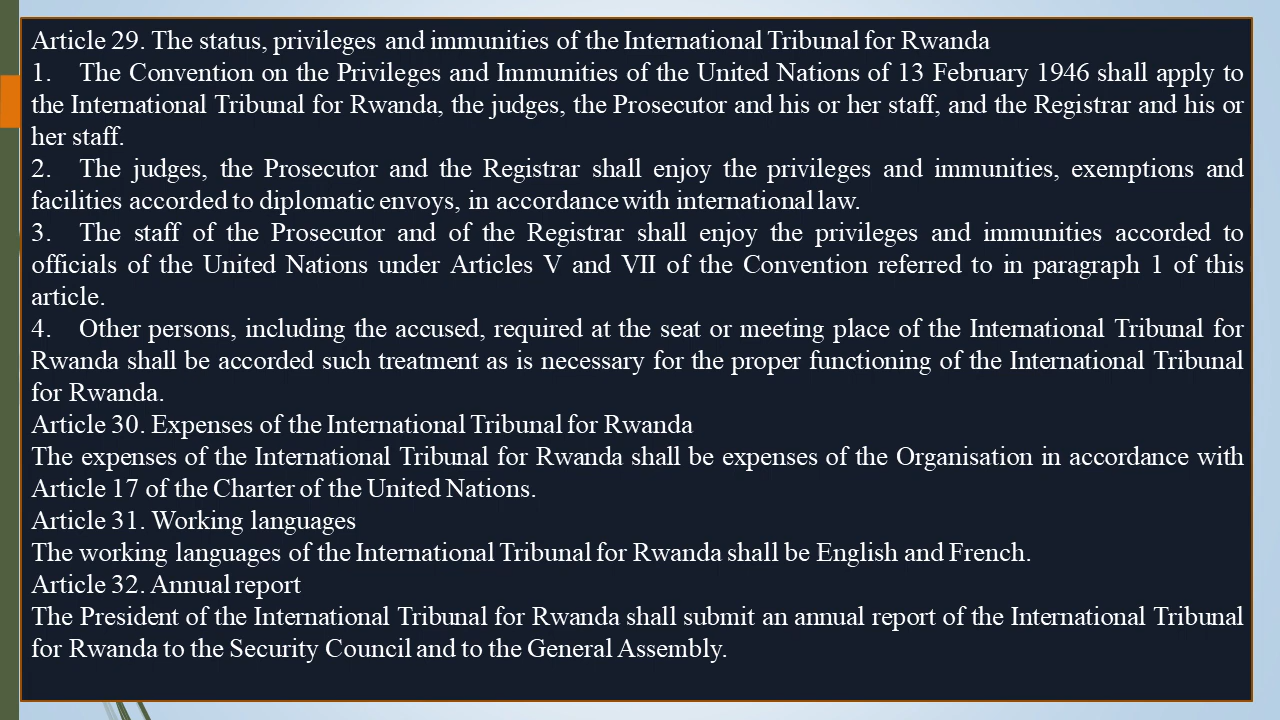 Article 29. The status, privileges and immunities of the International Tribunal for Rwanda
1. The Convention on the Privileges and Immunities of the United Nations of 13 February 1946 shall apply to
the International Tribunal for Rwanda, the judges, the Prosecutor and his or her staff, and the Registrar and his or
her staff.
2. The judges, the Prosecutor and the Registrar shall enjoy the privileges and immunities, exemptions and
facilities accorded to diplomatic envoys, in accordance with international law.
3. The staff of the Prosecutor and of the Registrar shall enjoy the privileges and immunities accorded to
officials of the United Nations under Articles V and VII of the Convention referred to in paragraph 1 of this
article.
4. Other persons, including the accused, required at the seat or meeting place of the International Tribunal for
Rwanda shall be accorded such treatment as is necessary for the proper functioning of the International Tribunal
for Rwanda.
Article 30. Expenses of the International Tribunal for Rwanda
The expenses of the International Tribunal for Rwanda shall be expenses of the Organisation in accordance with
Article 17 of the Charter of the United Nations.
Article 31. Working languages
The working languages of the International Tribunal for Rwanda shall be English and French.
Article 32. Annual report
The President of the International Tribunal for Rwanda shall submit an annual report of the International Tribunal
for Rwanda to the Security Council and to the General Assembly.